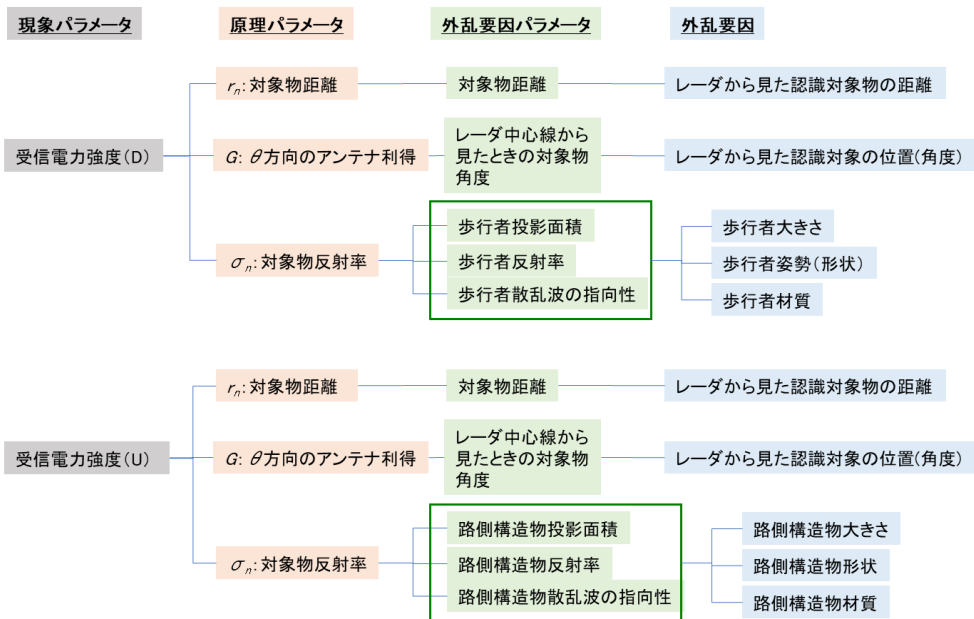 現象パラメータ
原理パラメータ
外乱要因パラメータ
外乱要因
受信電力強度(D)
rn:対象物距離
対象物距離
レーダから見た認識対象物の距離
G: θ方向のアンテナ利得
レーダ中心線から
見たときの対象物
角度
レーダから見た認識対象の位置(角度)
σn:対象物反射率
歩行者投影面積
歩行者反射率
歩行者散乱波の指向性
歩行者大きさ
歩行者姿勢(形状)
歩行者材質
受信電力強度(U)
rn:対象物距離
対象物距離
レーダから見た認識対象物の距離
G: θ方向のアンテナ利得
レーダ中心線から
見たときの対象物
角度
レーダから見た認識対象の位置(角度)
σn:対象物反射率
路側構造物投影面積
路側構造物反射率
路側構造物散乱波の指向性
路側構造物大きさ
路側構造物形状
路側構造物材質